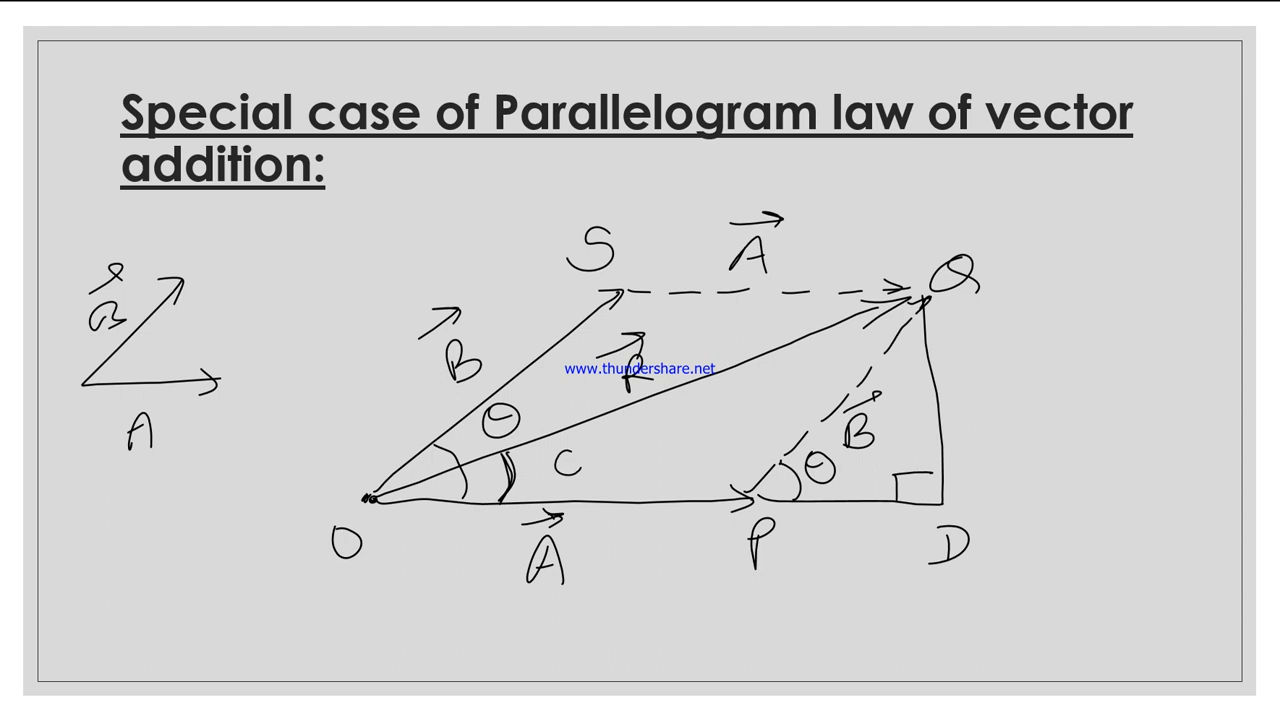 Special case of Parallelogram law of vector
addition:
S
A
Q
B
B
R
www.thundershare.net
A
θ
C
B
θ
O
A
P
D